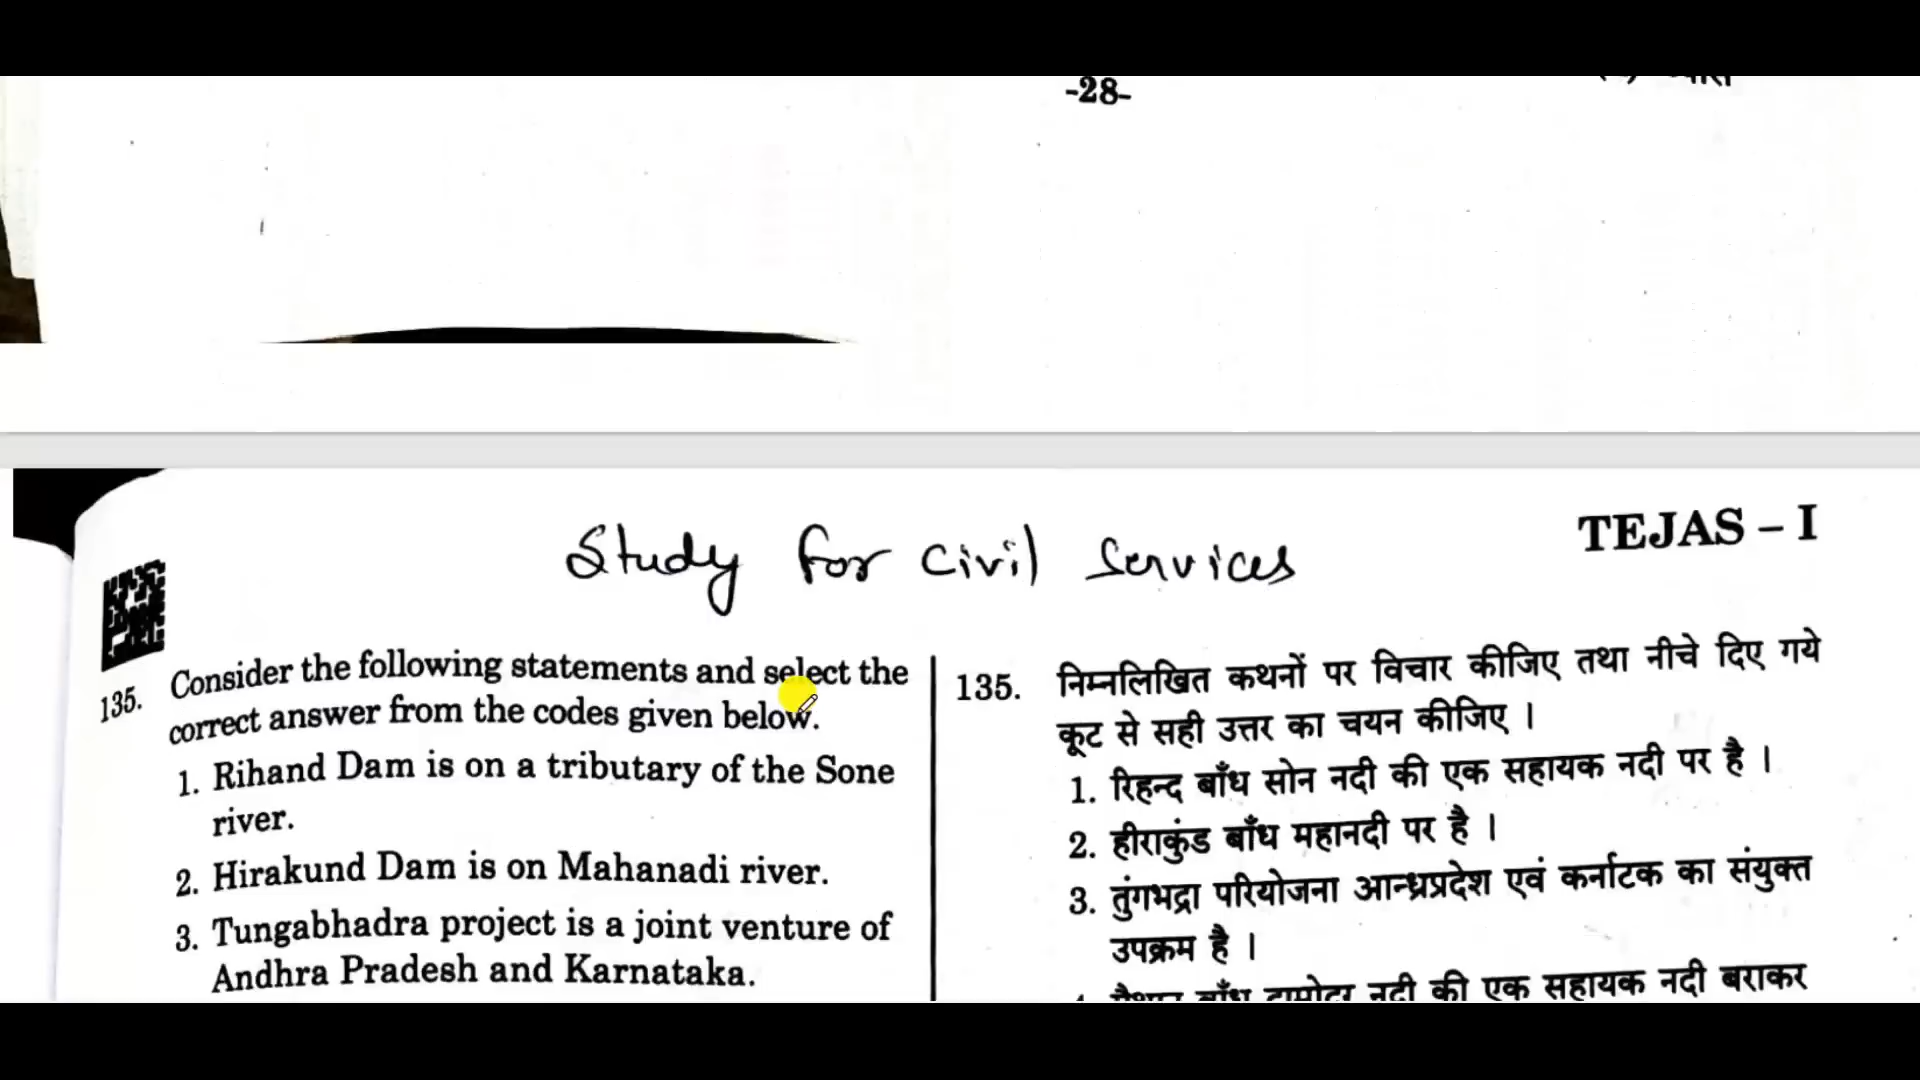 -28-
Study for Civil Services
TEJAS – I
135. Consider the following statements and select the
correct answer from the codes given below.
1. Rihand Dam is on a tributary of the Sone
river.
2. Hirakund Dam is on Mahanadi river.
3. Tungabhadra project is a joint venture of
Andhra Pradesh and Karnataka.
135. निम्नलिखित कथनों पर विचार कीजिए तथा नीचे दिए गये
कूट से सही उत्तर का चयन कीजिए ।
1. रिहन्द बाँध सोन नदी की एक सहायक नदी पर है ।
2. हीराकुंड बाँध महानदी पर है ।
3. तुंगभद्रा परियोजना आन्ध्रप्रदेश एवं कर्नाटक का संयुक्त
उपक्रम है ।
बाँध दामोदर नदी की एक सहायक नदी बराकर